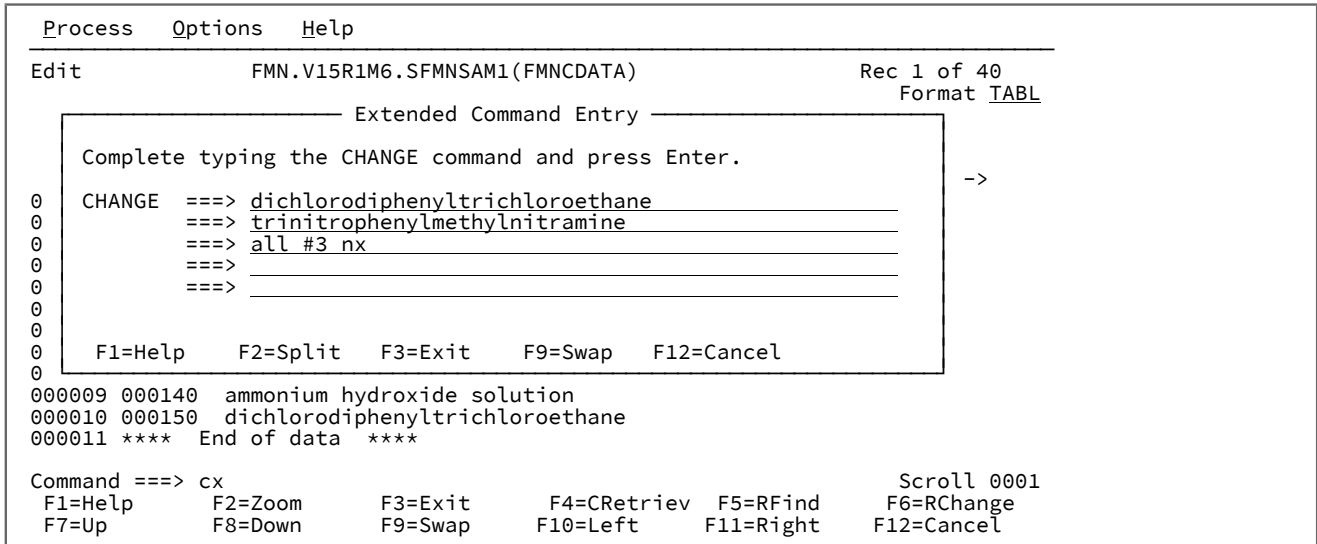 Process Options Help
Edit FMN.V15R1M6.SFMNSAM1(FMNCDATA) Rec 1 of 40
Format TABL
Extended Command Entry
Complete typing the CHANGE command and press Enter.
->
0 CHANGE ===> dichlorodiphenyltrichloroethane
0 ===> trinitrophenylmethylnitramine
0 ===> all #3 nx
0 ===>
0 ===>
0
0
0 F1=Help F2=Split F3=Exit F9=Swap F12=Cancel
0
000009 000140 ammonium hydroxide solution
000010 000150 dichlorodiphenyltrichloroethane
000011 **** End of data ****
Command ===> cx Scroll 0001
F1=Help F2=Zoom F3=Exit F4=CRetriev F5=RFind F6=RChange
F7=Up F8=Down F9=Swap F10=Left F11=Right F12=Cancel